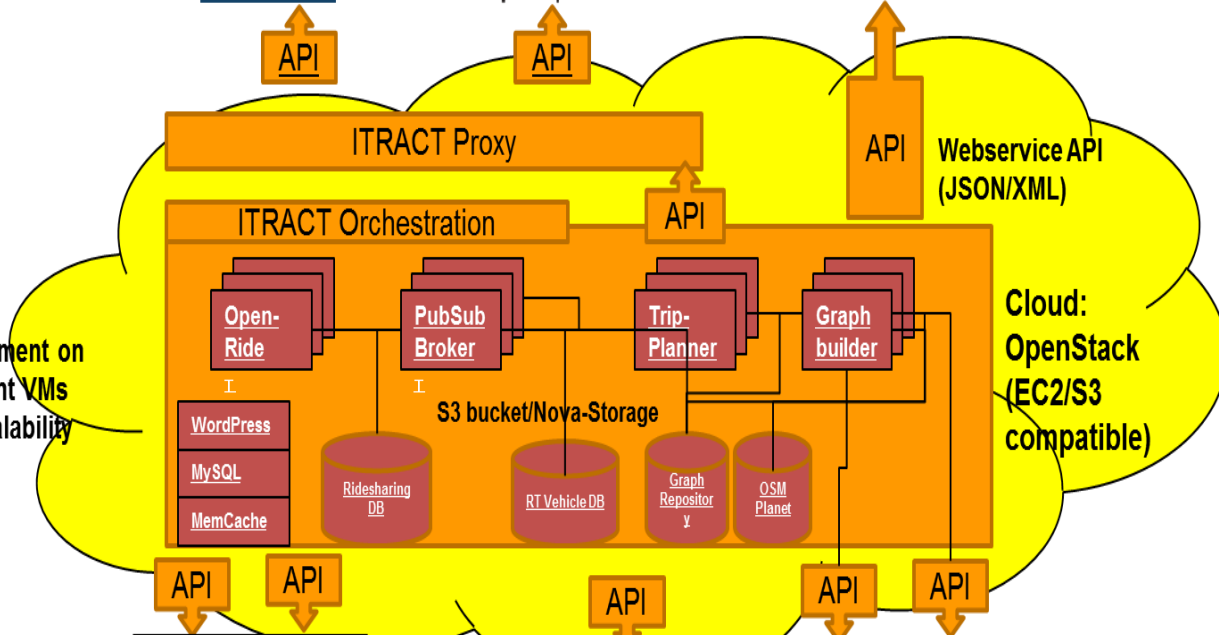 API
API
ITRACT Proxy
API
Webservice API
(JSON/XML)
ITRACT Orchestration
API
Open-
Ride
PubSub
Broker
Trip-
Planner
Graph
builder
Cloud:
OpenStack
(EC2/S3
compatible)
ment on
nt VMs
alability
S3 bucket/Nova-Storage
WordPress
MySQL
MemCache
Ridesharing
DB
RT Vehicle DB
Graph
Repositor
y
OSM
Planet
API
API
API
API
API